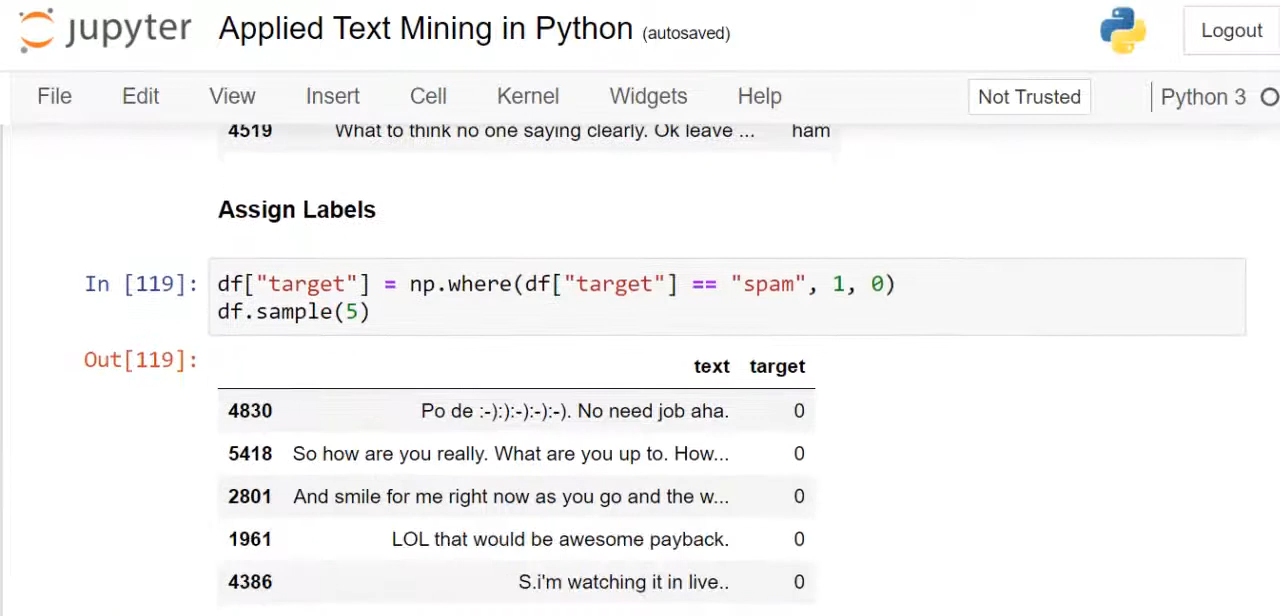 jupyter Applied Text Mining in Python (autosaved) Logout
File Edit View Insert Cell Kernel Widgets Help Not Trusted Python 3
4519 What to think no one saying clearly. Ok leave ... ham
Assign Labels
In [119]: df["target"] = np.where(df["target"] == "spam", 1, 0)
df.sample(5)
Out[119]:
text target
4830 Po de :-):):-):-):-). No need job aha. 0
5418 So how are you really. What are you up to. How... 0
2801 And smile for me right now as you go and the w... 0
1961 LOL that would be awesome payback. 0
4386 S.i'm watching it in live.. 0